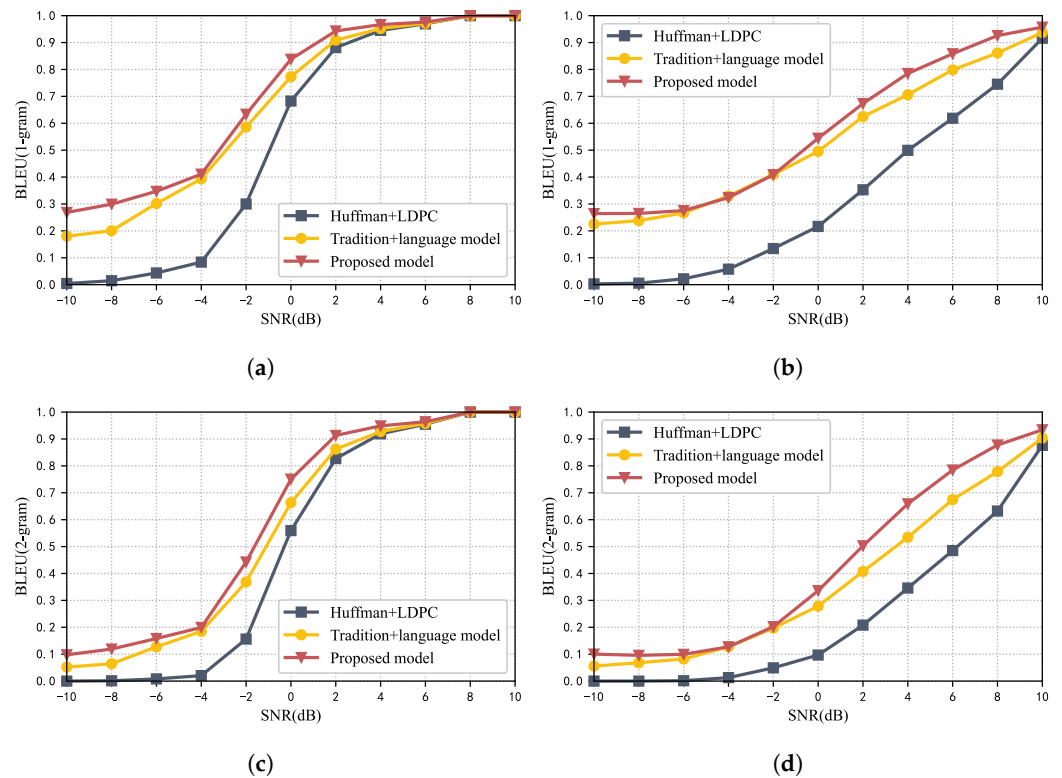 1. 0
0. 9
0. 8
0. 7
0. 6
0. 5
0. 4
0. 3
0. 2
0. 1
0. 0
BLEU(1-gram)
Huffman+LDPC
Tradition+language model
Proposed model
−10 −8 −6 −4 −2 0 2 4 6 8 10
SNR(dB)
(a)
1. 0
0. 9
0. 8
0. 7
0. 6
0. 5
0. 4
0. 3
0. 2
0. 1
0. 0
BLEU(1-gram)
Huffman+LDPC
Tradition+language model
Proposed model
−10 −8 −6 −4 −2 0 2 4 6 8 10
SNR(dB)
(b)
1. 0
0. 9
0. 8
0. 7
0. 6
0. 5
0. 4
0. 3
0. 2
0. 1
0. 0
BLEU(2-gram)
Huffman+LDPC
Tradition+language model
Proposed model
−10 −8 −6 −4 −2 0 2 4 6 8 10
SNR(dB)
(c)
1. 0
0. 9
0. 8
0. 7
0. 6
0. 5
0. 4
0. 3
0. 2
0. 1
0. 0
BLEU(2-gram)
Huffman+LDPC
Tradition+language model
Proposed model
−10 −8 −6 −4 −2 0 2 4 6 8 10
SNR(dB)
(d)